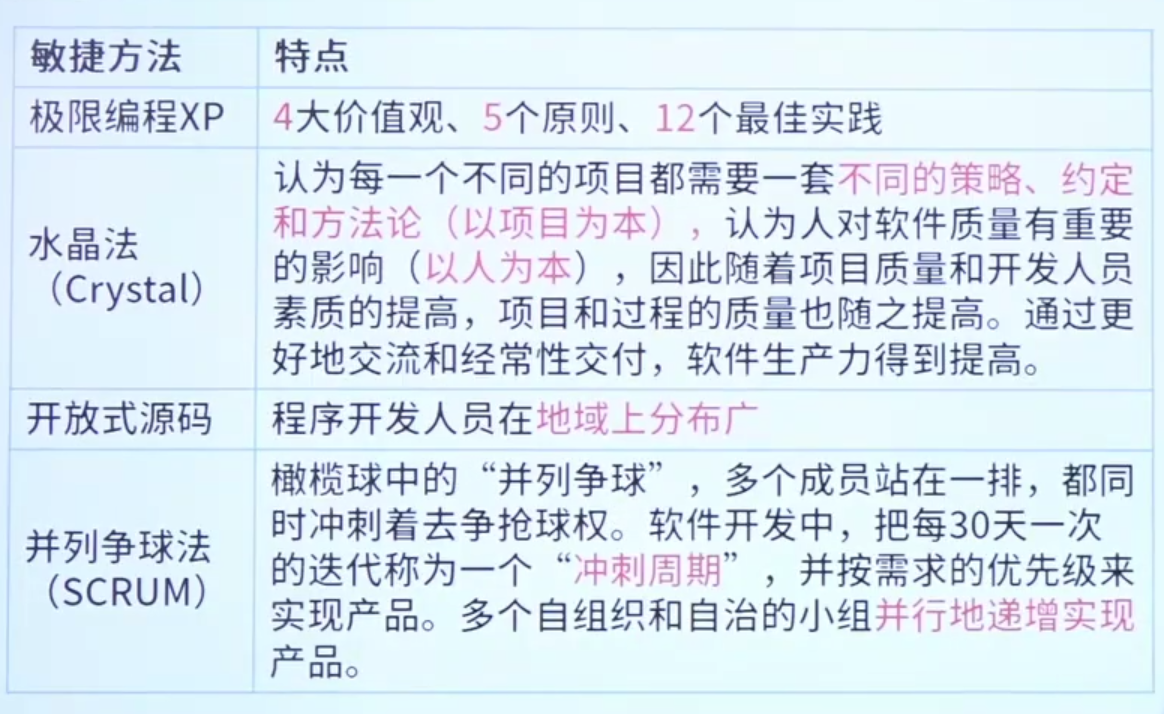 敏捷方法
特点
极限编程XP
4大价值观、5个原则、12个最佳实践
水晶法
（Crystal）
认为每一个不同的项目都需要一套不同的策略、约定
和方法论（以项目为本），认为人对软件质量有重要
的影响（以人为本），因此随着项目质量和开发人员
素质的提高，项目和过程的质量也随之提高。通过更
好地交流和经常性交付，软件生产力得到提高。
开放式源码
程序开发人员在地域上分布广
并列争球法
（SCRUM）
橄榄球中的“并列争球”，多个成员站在一排，都同
时冲刺着去争抢球权。软件开发中，把每30天一次
的迭代称为一个“冲刺周期”，并按需求的优先级来
实现产品。多个自组织和自治的小组并行地递增实现
产品。